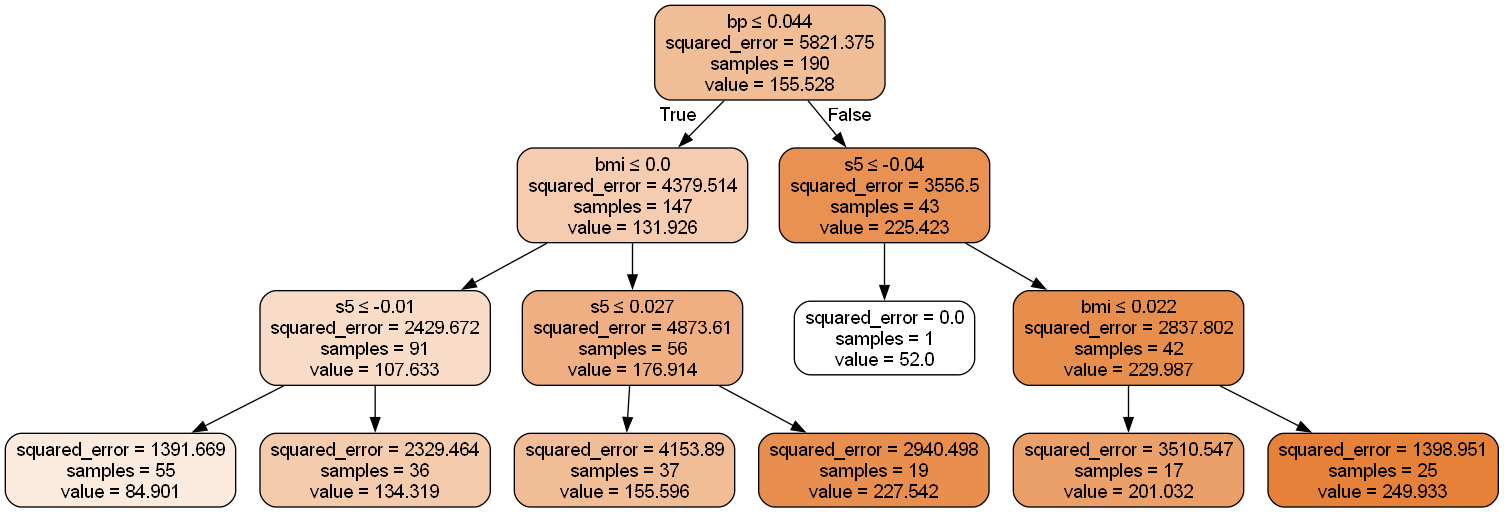 bp ≤ 0.044
squared_error = 5821.375
samples = 190
value = 155.528
True
False
bmi ≤ 0.0
squared_error = 4379.514
samples = 147
value = 131.926
s5 ≤ -0.04
squared_error = 3556.5
samples = 43
value = 225.423
s5 ≤ -0.01
squared_error = 2429.672
samples = 91
value = 107.633
s5 ≤ 0.027
squared_error = 4873.61
samples = 56
value = 176.914
squared_error = 0.0
samples = 1
value = 52.0
bmi ≤ 0.022
squared_error = 2837.802
samples = 42
value = 229.987
squared_error = 1391.669
samples = 55
value = 84.901
squared_error = 2329.464
samples = 36
value = 134.319
squared_error = 4153.89
samples = 37
value = 155.596
squared_error = 2940.498
samples = 19
value = 227.542
squared_error = 3510.547
samples = 17
value = 201.032
squared_error = 1398.951
samples = 25
value = 249.933